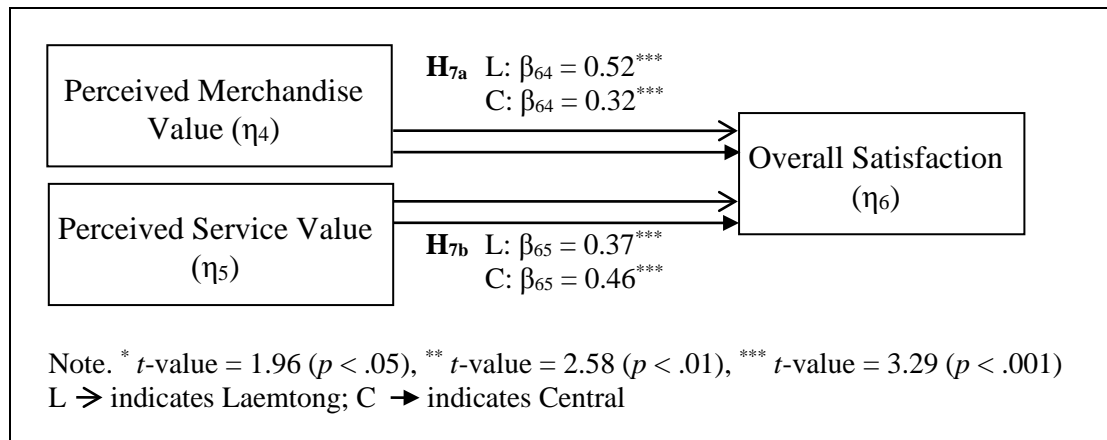 Perceived Merchandise
Value (η₄)
H₇ₐ L: β₆₄ = 0.52***
C: β₆₄ = 0.32***
Overall Satisfaction
(η₆)
Perceived Service Value
(η₅)
H₇b L: β₆₅ = 0.37***
C: β₆₅ = 0.46***
Note. * t-value = 1.96 (p < .05), ** t-value = 2.58 (p < .01), *** t-value = 3.29 (p < .001)
L → indicates Laemtong; C → indicates Central